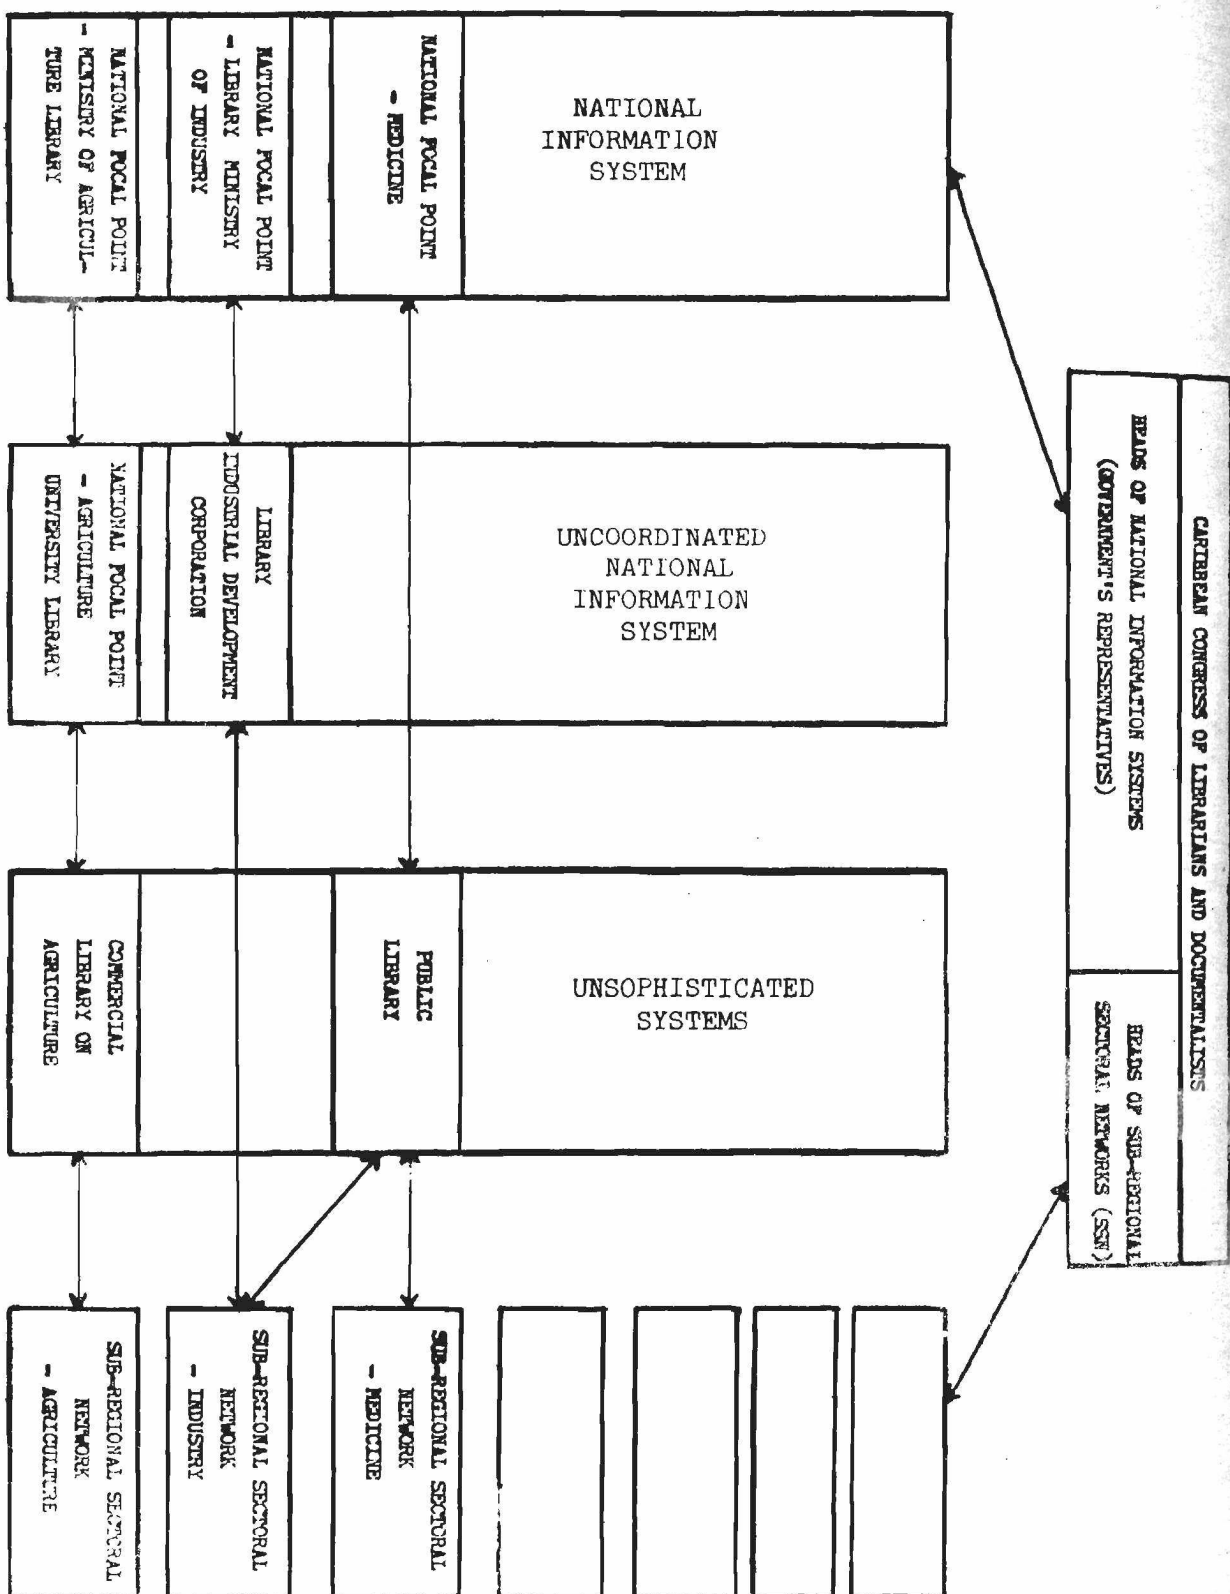 CARIBBEAN CONGRESS OF LIBRARIANS AND DOCUMENTALISTS
HEADS OF NATIONAL INFORMATION SYSTEMS
(GOVERNMENT'S REPRESENTATIVES)
HEADS OF SUB-REGIONAL
SECTORAL NETWORKS (SSN)
NATIONAL
INFORMATION
SYSTEM
NATIONAL FOCAL POINT
- MEDICINE
NATIONAL FOCAL POINT
- LIBRARY MINISTRY
OF INDUSTRY
NATIONAL FOCAL POINT
- MINISTRY OF AGRICUL-
TURE LIBRARY
UNCOORDINATED
NATIONAL
INFORMATION
SYSTEM
LIBRARY
INDUSTRIAL DEVELOPMENT
CORPORATION
NATIONAL FOCAL POINT
- AGRICULTURE
UNIVERSITY LIBRARY
UNSOPHISTICATED
SYSTEMS
PUBLIC
LIBRARY
COMMERCIAL
LIBRARY ON
AGRICULTURE
SUB-REGIONAL SECTORAL
NETWORK
- MEDICINE
SUB-REGIONAL SECTORAL
NETWORK
- INDUSTRY
SUB-REGIONAL SECTORAL
NETWORK
- AGRICULTURE